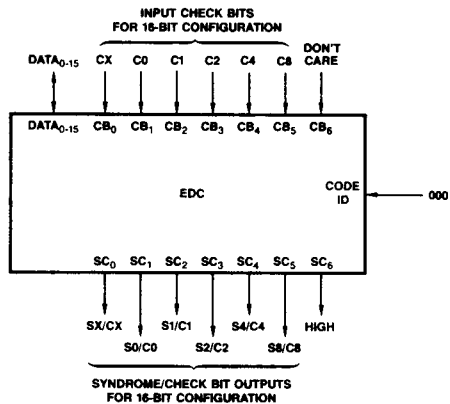 INPUT CHECK BITS
FOR 16-BIT CONFIGURATION
DATA0-15 CX C0 C1 C2 C4 C8 DON'T
CARE
DATA0-15 CB0 CB1 CB2 CB3 CB4 CB5 CB6
EDC
CODE
ID
000
SC0 SC1 SC2 SC3 SC4 SC5 SC6
SX/CX S1/C1 S4/C4 HIGH
S0/C0 S2/C2 S8/C8
SYNDROME/CHECK BIT OUTPUTS
FOR 16-BIT CONFIGURATION